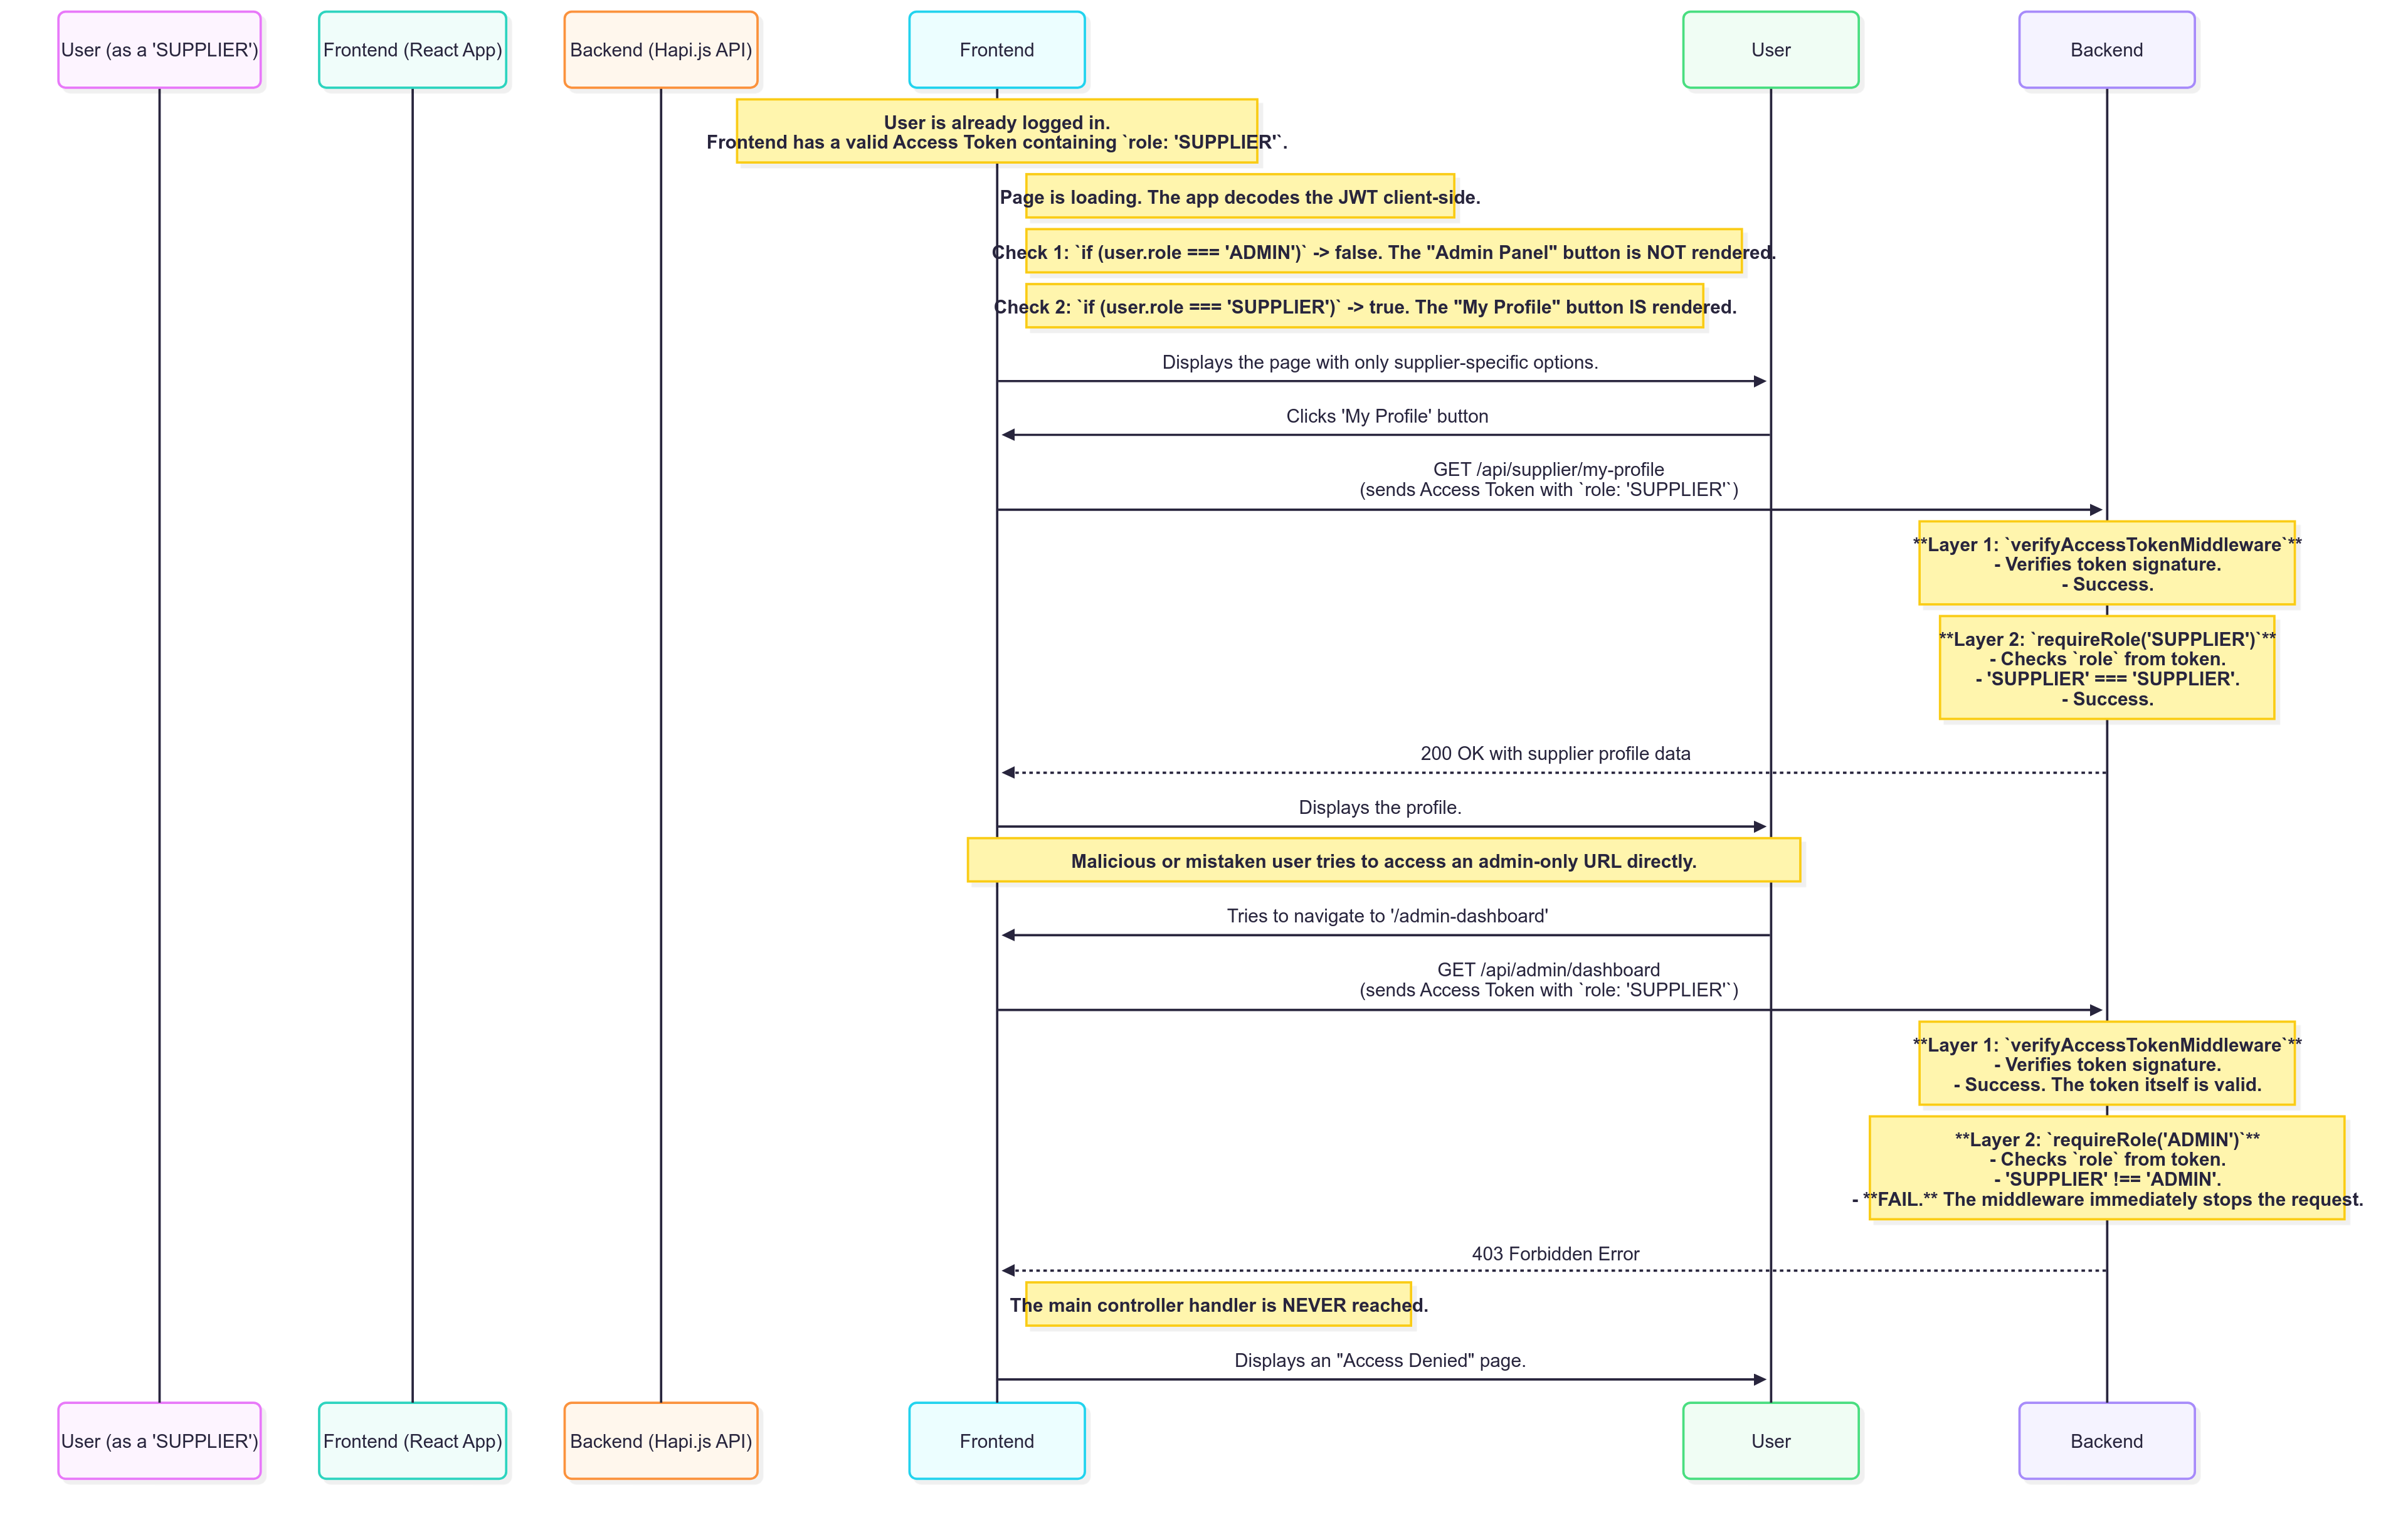 User (as a 'SUPPLIER')
Frontend (React App)
Backend (Hapi.js API)
Frontend
User
Backend
User is already logged in.
Frontend has a valid Access Token containing `role: 'SUPPLIER'`.
Page is loading. The app decodes the JWT client-side.
Check 1: `if (user.role === 'ADMIN')` -> false. The "Admin Panel" button is NOT rendered.
Check 2: `if (user.role === 'SUPPLIER')` -> true. The "My Profile" button IS rendered.
Displays the page with only supplier-specific options.
Clicks 'My Profile' button
GET /api/supplier/my-profile
(sends Access Token with `role: 'SUPPLIER'`)
**Layer 1: `verifyAccessTokenMiddleware`**
- Verifies token signature.
- Success.
**Layer 2: `requireRole('SUPPLIER')`**
- Checks `role` from token.
- 'SUPPLIER' === 'SUPPLIER'.
- Success.
200 OK with supplier profile data
Displays the profile.
Malicious or mistaken user tries to access an admin-only URL directly.
Tries to navigate to '/admin-dashboard'
GET /api/admin/dashboard
(sends Access Token with `role: 'SUPPLIER'`)
**Layer 1: `verifyAccessTokenMiddleware`**
- Verifies token signature.
- Success. The token itself is valid.
**Layer 2: `requireRole('ADMIN')`**
- Checks `role` from token.
- 'SUPPLIER' !== 'ADMIN'.
- **FAIL.** The middleware immediately stops the request.
403 Forbidden Error
The main controller handler is NEVER reached.
Displays an "Access Denied" page.
User (as a 'SUPPLIER')
Frontend (React App)
Backend (Hapi.js API)
Frontend
User
Backend